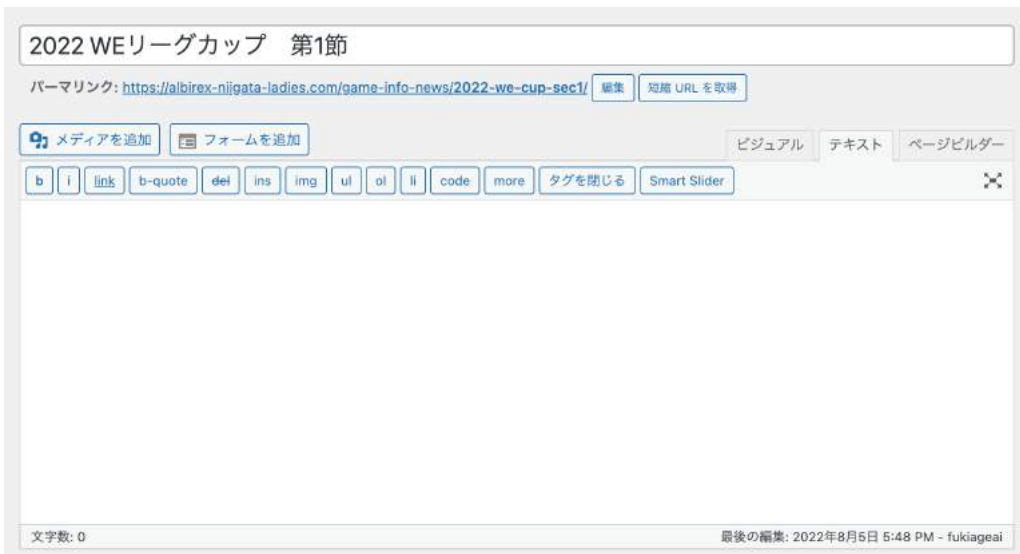 2022 WEリーグカップ　第1節
パーマリンク: https://albirex-niigata-ladies.com/game-info-news/2022-we-cup-sec1/ 編集 短縮 URL を取得
メディアを追加 フォームを追加
ビジュアル テキスト ページビルダー
b i link b-quote del ins img ul ol li code more タグを閉じる Smart Slider
文字数: 0 最後の編集: 2022年8月5日 5:48 PM - fukiageai